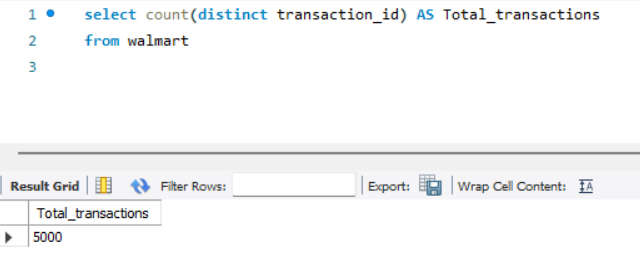 1 select count(distinct transaction_id) AS Total_transactions
2 from walmart
3
Result Grid Filter Rows: Export: Wrap Cell Content: IA
Total_transactions
5000